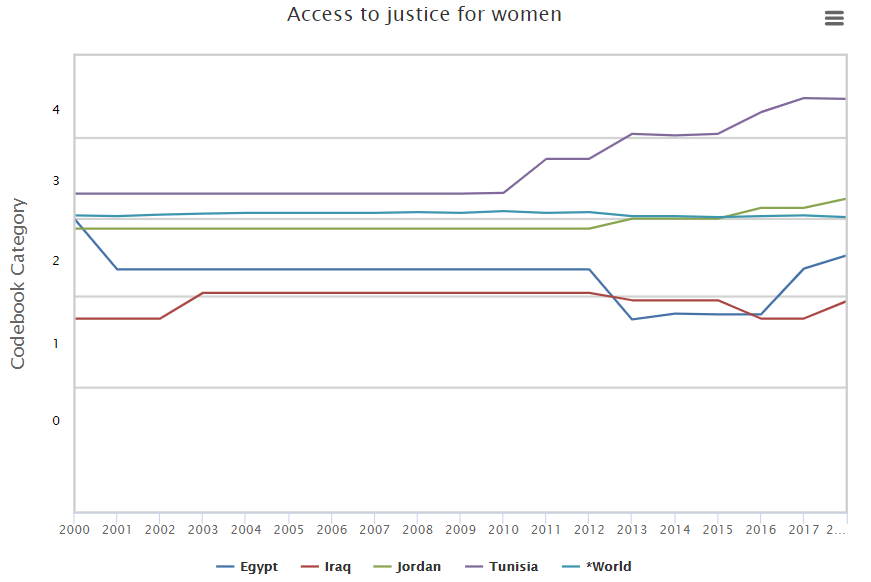 Access to justice for women
Codebook Category
4
3
2
1
0
2000 2001 2002 2003 2004 2005 2006 2007 2008 2009 2010 2011 2012 2013 2014 2015 2016 2017 2...
Egypt Iraq Jordan Tunisia *World